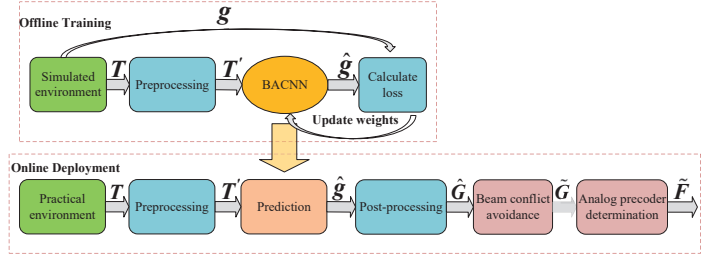 Offline Training
g
Simulated
environment
T
Preprocessing
T′
BACNN
ĝ
Calculate
loss
Update weights
Online Deployment
Practical
environment
T
Preprocessing
T′
Prediction
ĝ
Post-processing
Ĝ
Beam conflict
avoidance
G̃
Analog precoder
determination
F̃